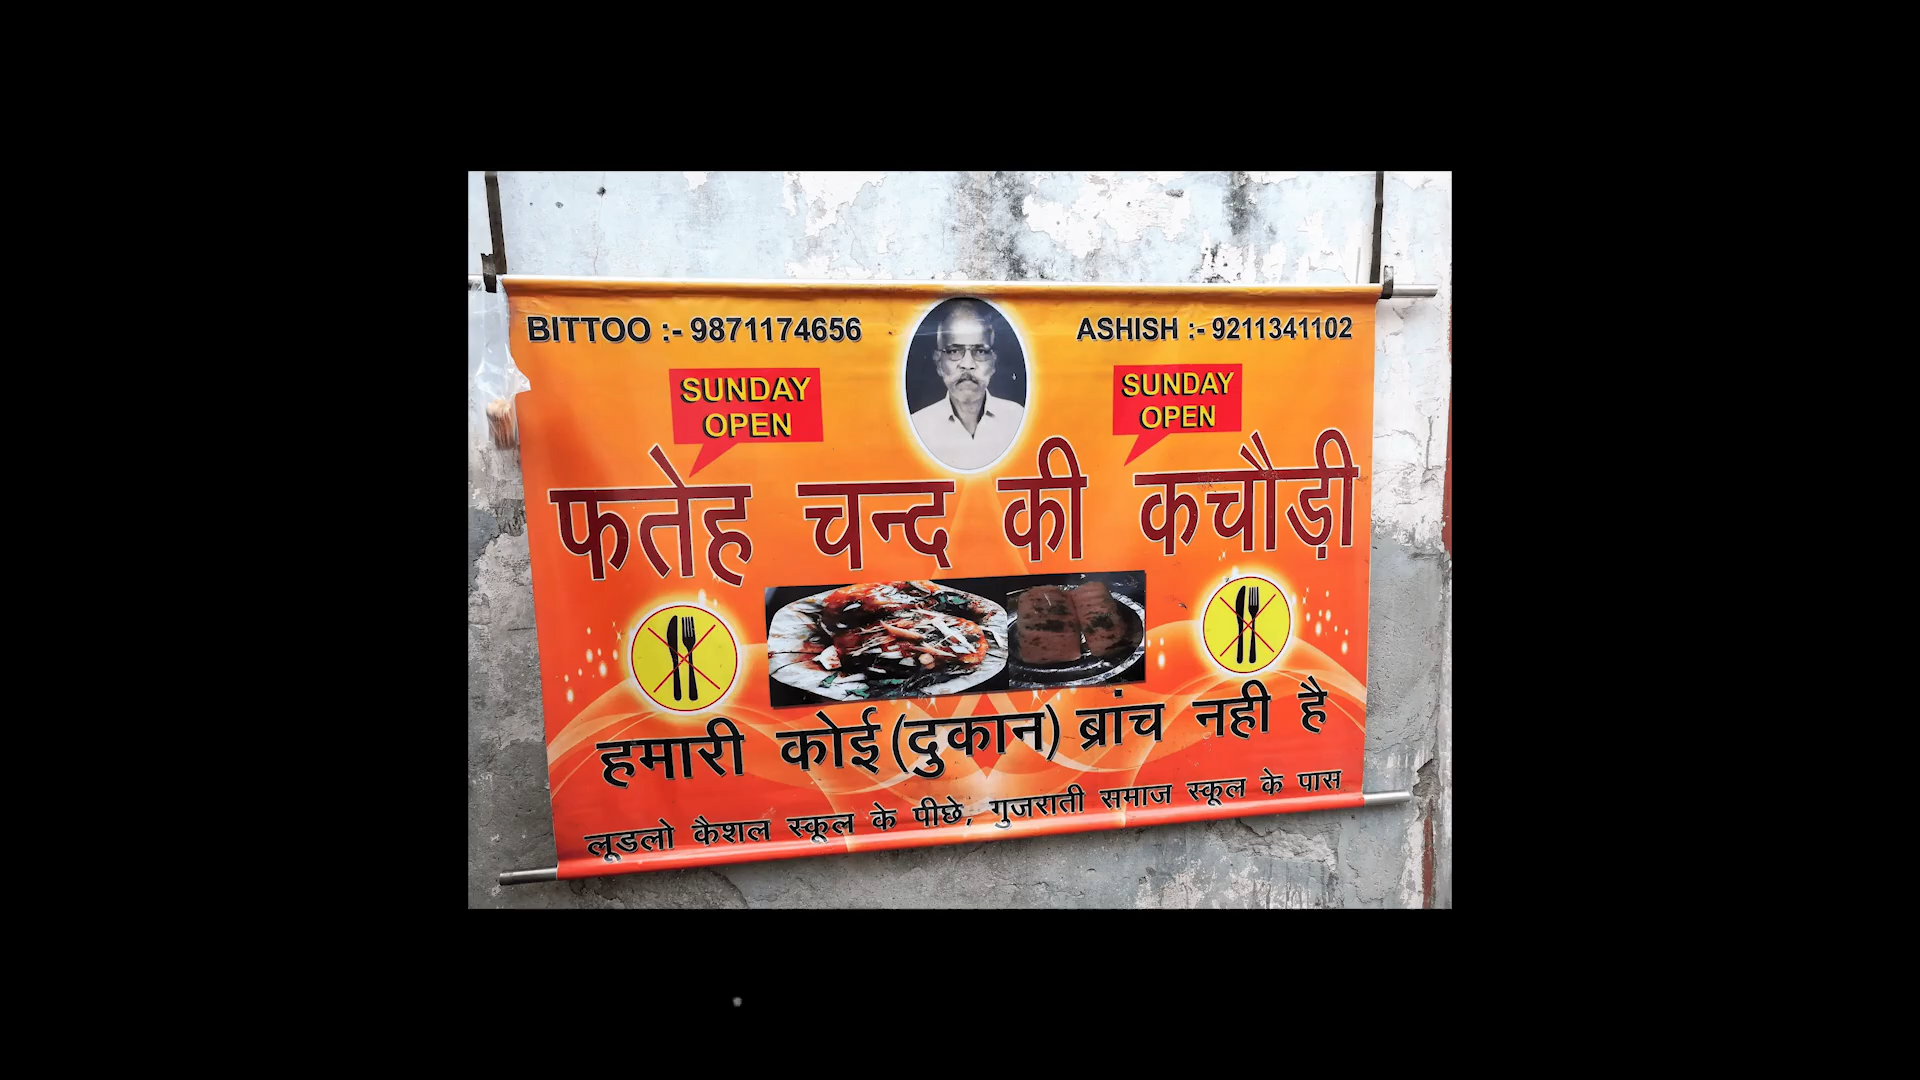 BITTOO :- 9871174656
ASHISH :- 9211341102
SUNDAY
OPEN
SUNDAY
OPEN
फतेह चन्द की कचौड़ी
हमारी कोई (दुकान) ब्रांच नही है
लूडलो कैशल स्कूल के पीछे, गुजराती समाज स्कूल के पास